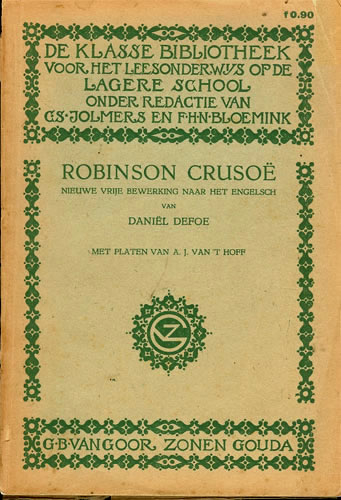 f 0.90
DE KLASSE BIBLIOTHEEK
VOOR HET LEESONDERWIJS OP DE
LAGERE SCHOOL
ONDER REDACTIE VAN
C.S. JOLMERS EN F.H.N. BLOEMINK
ROBINSON CRUSOË
NIEUWE VRIJE BEWERKING NAAR HET ENGELSCH
VAN
DANIËL DEFOE
MET PLATEN VAN A. J. VAN 'T HOFF
G.B. VAN GOOR ZONEN GOUDA